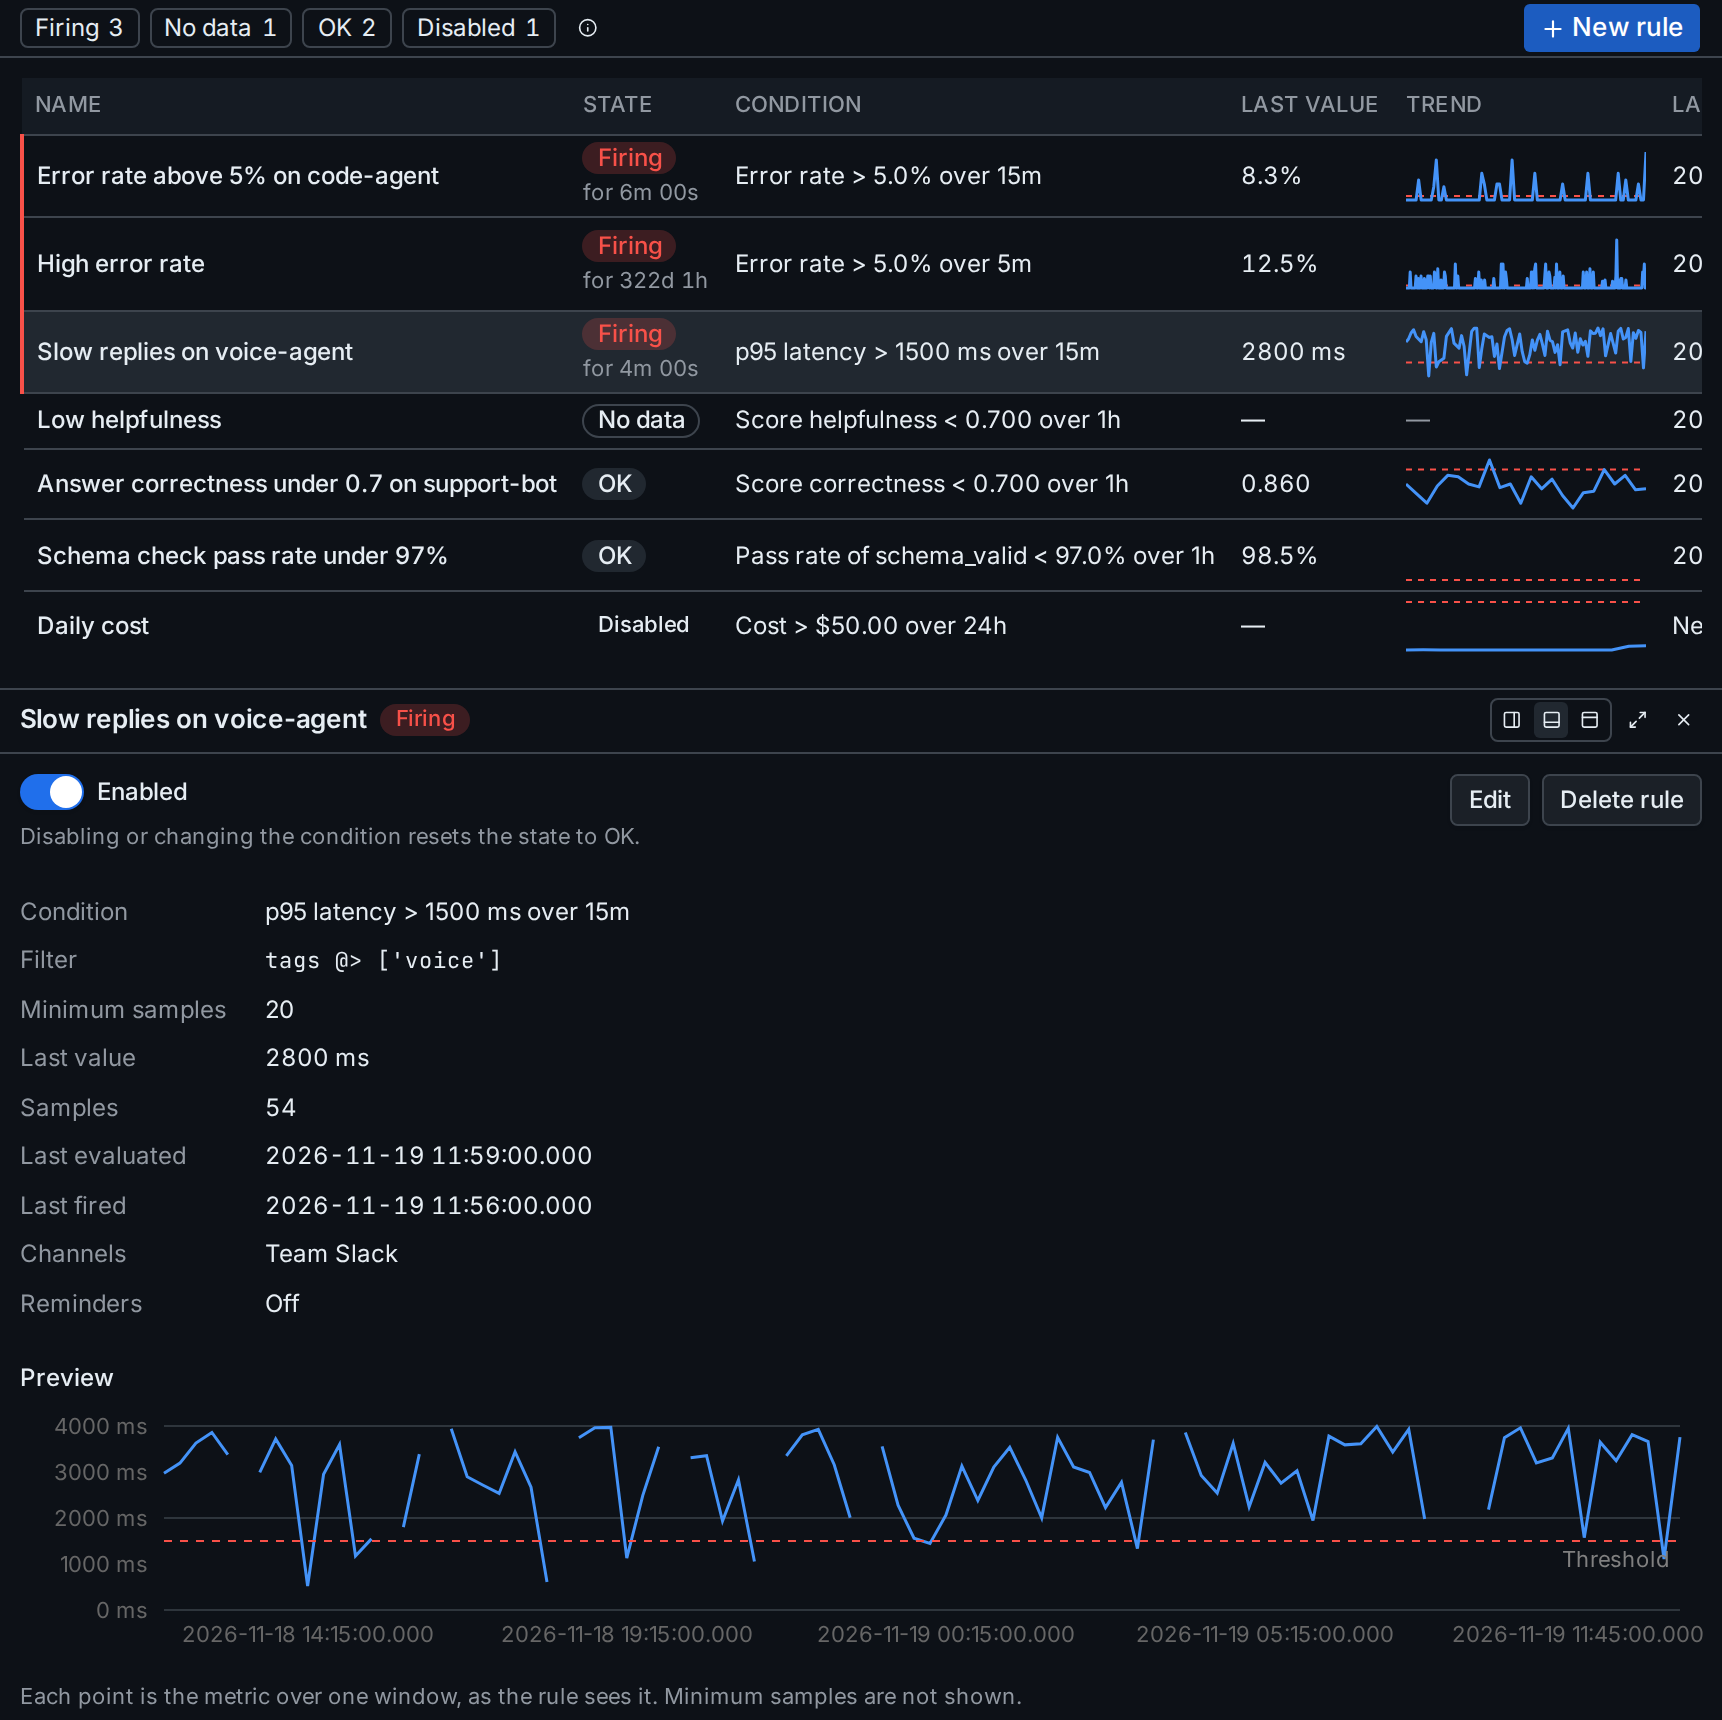 Firing 3 No data 1 OK 2 Disabled 1 + New rule
NAME STATE CONDITION LAST VALUE TREND LA
Error rate above 5% on code-agent Firing for 6m 00s Error rate > 5.0% over 15m 8.3% 20
High error rate Firing for 322d 1h Error rate > 5.0% over 5m 12.5% 20
Slow replies on voice-agent Firing for 4m 00s p95 latency > 1500 ms over 15m 2800 ms 20
Low helpfulness No data Score helpfulness < 0.700 over 1h — — 20
Answer correctness under 0.7 on support-bot OK Score correctness < 0.700 over 1h 0.860 20
Schema check pass rate under 97% OK Pass rate of schema_valid < 97.0% over 1h 98.5% 20
Daily cost Disabled Cost > $50.00 over 24h — Ne
Slow replies on voice-agent Firing
Enabled Edit Delete rule
Disabling or changing the condition resets the state to OK.
Condition p95 latency > 1500 ms over 15m
Filter tags @> ['voice']
Minimum samples 20
Last value 2800 ms
Samples 54
Last evaluated 2026-11-19 11:59:00.000
Last fired 2026-11-19 11:56:00.000
Channels Team Slack
Reminders Off
Preview
4000 ms
3000 ms
2000 ms
1000 ms
0 ms
Threshold
2026-11-18 14:15:00.000 2026-11-18 19:15:00.000 2026-11-19 00:15:00.000 2026-11-19 05:15:00.000 2026-11-19 11:45:00.000
Each point is the metric over one window, as the rule sees it. Minimum samples are not shown.